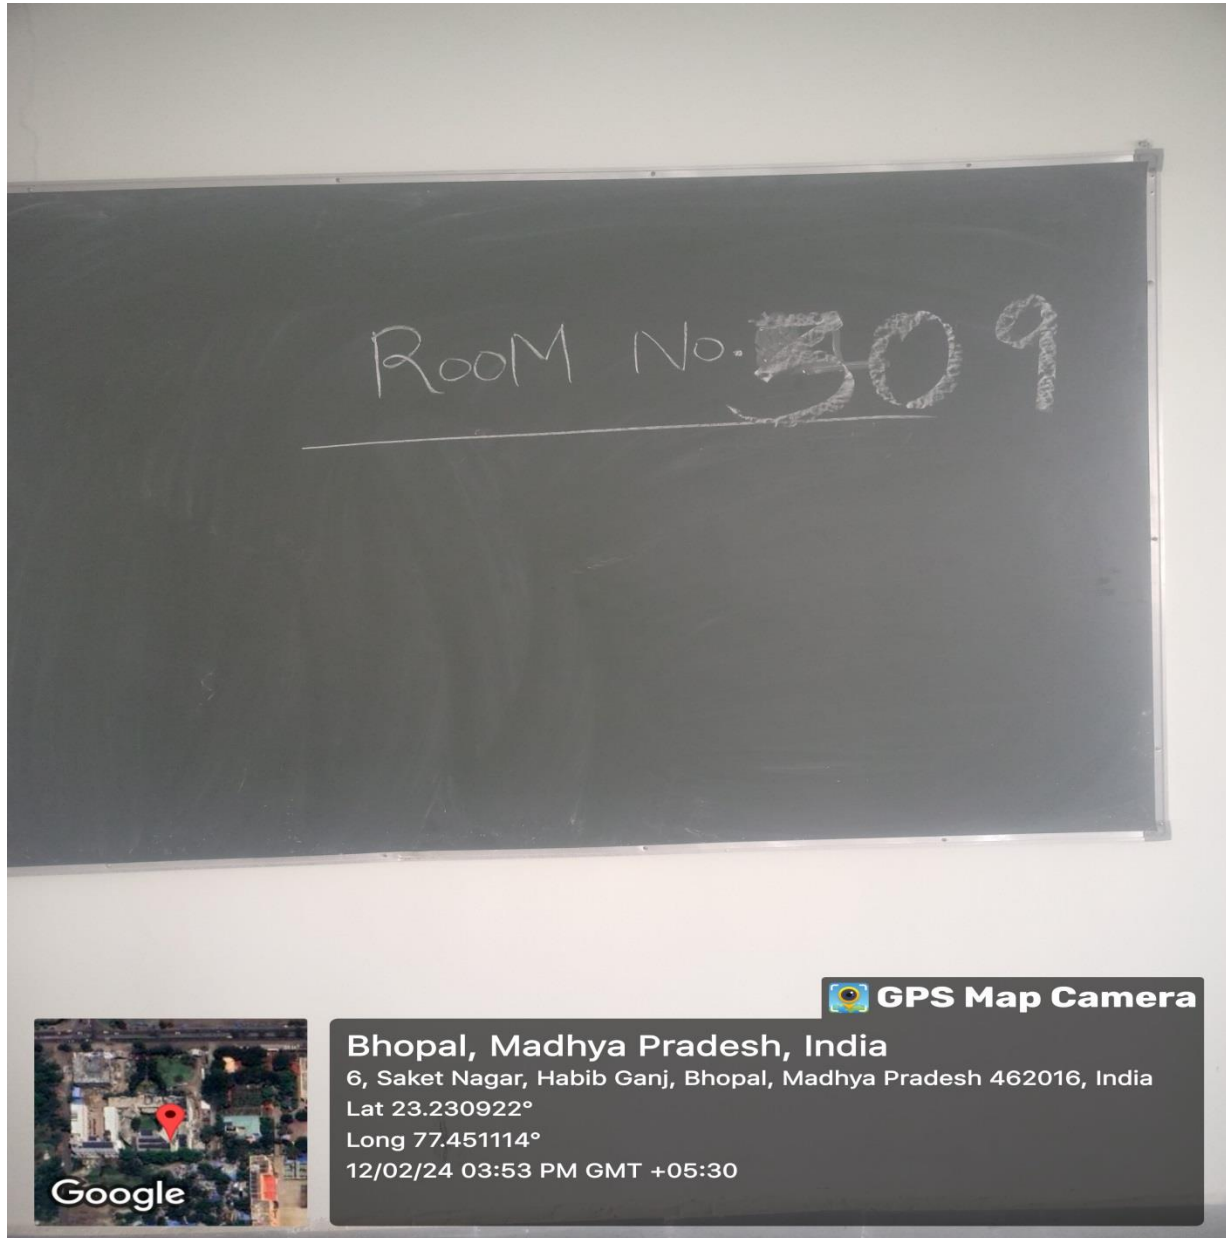 ROOM No.
GPS Map Camera
Bhopal, Madhya Pradesh, India
6, Saket Nagar, Habib Ganj, Bhopal, Madhya Pradesh 462016, India
Lat 23.230922°
Long 77.451114°
12/02/24 03:53 PM GMT +05:30
Google